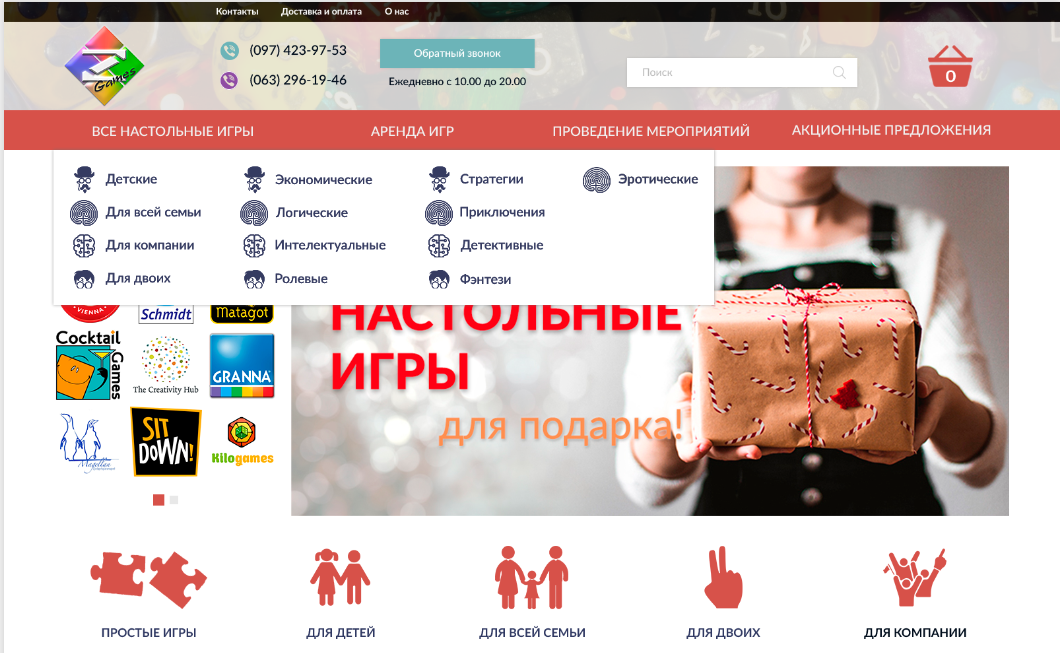 Контакты Доставка и оплата О нас
Games
(097) 423-97-53
Обратный звонок
(063) 296-19-46
Ежедневно с 10.00 до 20.00
Поиск
0
ВСЕ НАСТОЛЬНЫЕ ИГРЫ АРЕНДА ИГР ПРОВЕДЕНИЕ МЕРОПРИЯТИЙ АКЦИОННЫЕ ПРЕДЛОЖЕНИЯ
Детские Экономические Стратегии Эротические
Для всей семьи Логические Приключения
Для компании Интелектуальные Детективные
Для двоих Ролевые Фэнтези
VIENNA
Schmidt
Matagot
Cocktail
Games
The Creativity Hub
GRANNA
Magellan
SIT
DOWN!
Kilogames
НАСТОЛЬНЫЕ
ИГРЫ
для подарка!
ПРОСТЫЕ ИГРЫ ДЛЯ ДЕТЕЙ ДЛЯ ВСЕЙ СЕМЬИ ДЛЯ ДВОИХ ДЛЯ КОМПАНИИ